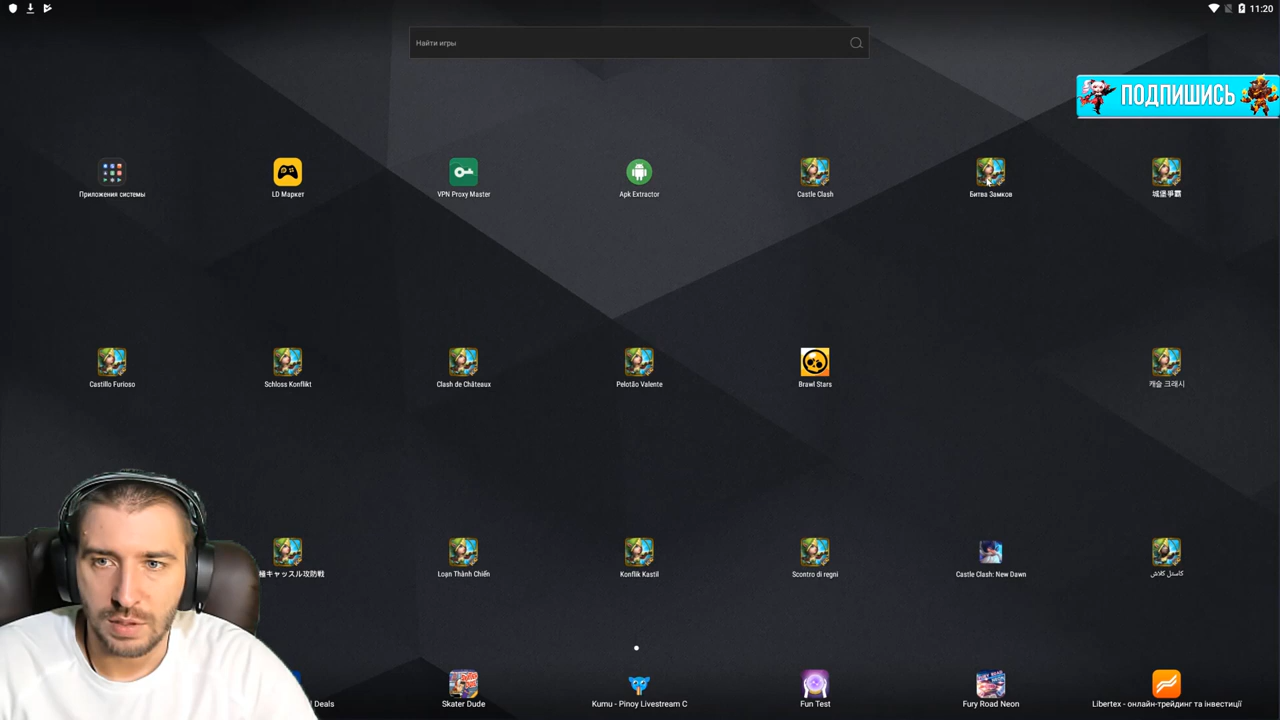 11:20
Найти игры
ПОДПИШИСЬ
Приложения системы
LD Маркет
VPN Proxy Master
Apk Extractor
Castle Clash
Битва Замков
城堡爭霸
Castillo Furioso
Schloss Konflikt
Clash de Châteaux
Pelotão Valente
Brawl Stars
캐슬 크래시
極キャッスル攻防戦
Loạn Thành Chiến
Konflik Kastil
Scontro di regni
Castle Clash: New Dawn
كاسل كلاش
Deals
Skater Dude
Kumu - Pinoy Livestream C
Fun Test
Fury Road Neon
Libertex - онлайн-трейдинг та інвестиції